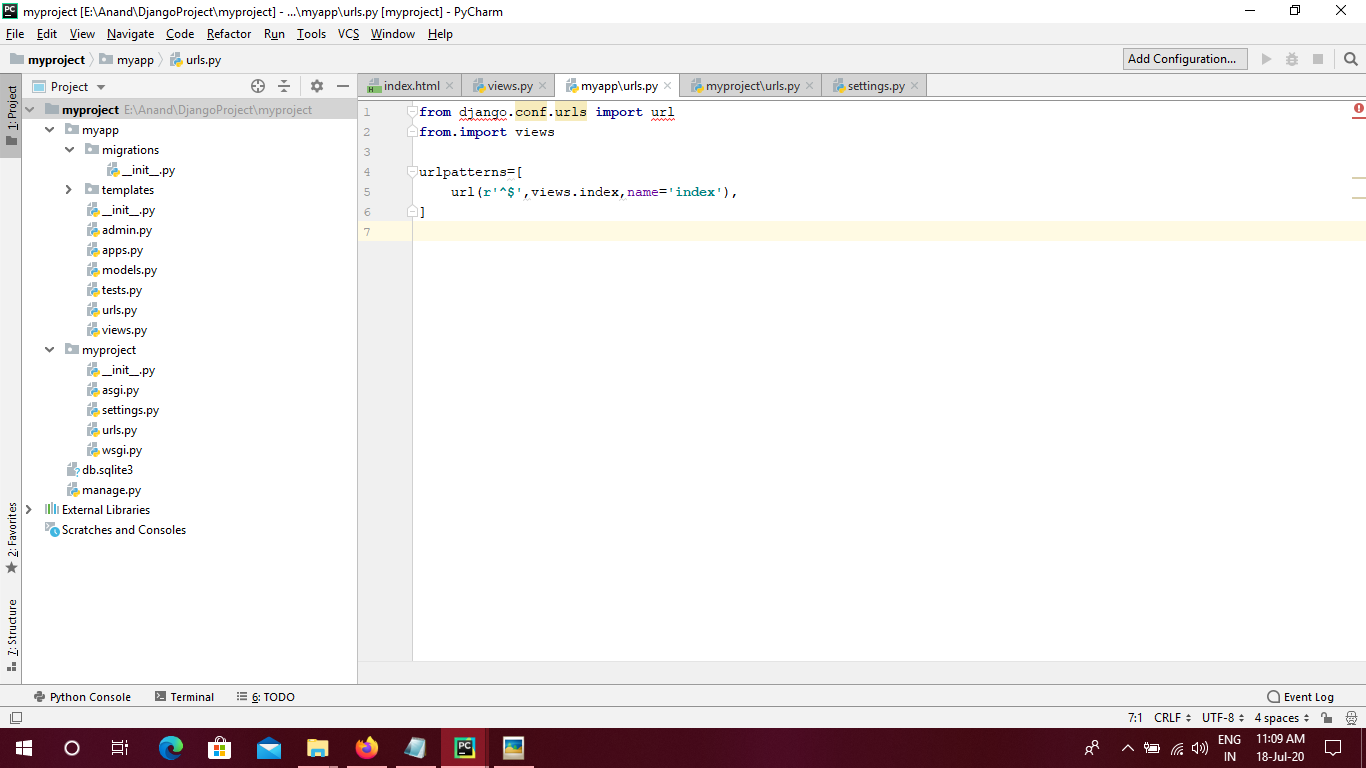 myproject [E:\Anand\DjangoProject\myproject] - ...\myapp\urls.py [myproject] - PyCharm
File Edit View Navigate Code Refactor Run Tools VCS Window Help
myproject myapp urls.py Add Configuration...
1: Project
Project
index.html views.py myapp\urls.py myproject\urls.py settings.py
myproject E:\Anand\DjangoProject\myproject
myapp
migrations
__init__.py
templates
__init__.py
admin.py
apps.py
models.py
tests.py
urls.py
views.py
myproject
__init__.py
asgi.py
settings.py
urls.py
wsgi.py
db.sqlite3
manage.py
External Libraries
Scratches and Consoles
1 from django.conf.urls import url
2 from.import views
3
4 urlpatterns=[
5 url(r'^$',views.index,name='index'),
6 ]
7
2: Favorites
7: Structure
Python Console Terminal 6: TODO Event Log
7:1 CRLF UTF-8 4 spaces
ENG 11:09 AM
IN 18-Jul-20